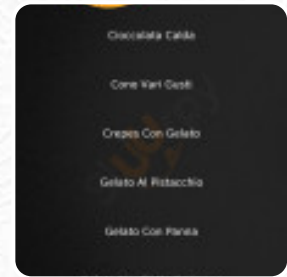 Cioccolata Calda
Cono Vari Gusti
Crepes Con Gelato
Gelato Al Pistacchio
Gelato Con Panna